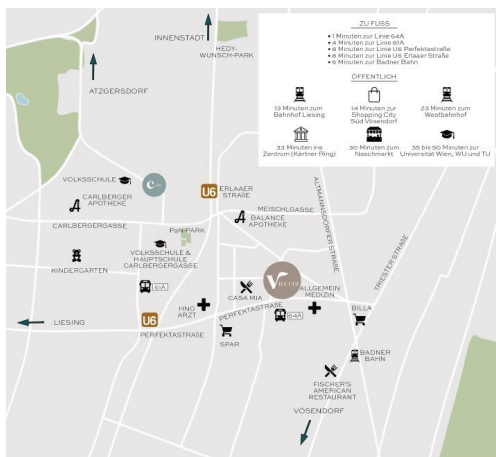 ZU FUSS
•1 Minuten zur Linie 64A
•4 Minuten zur Linie 61A
•8 Minuten zur Linie U6 Perfektastraße
•8 Minuten zur Linie U6 Erlaaer Straße
•6 Minuten zur Badner Bahn
ÖFFENTLICH
13 Minuten zum
Bahnhof Liesing
14 Minuten zur
Shopping City
Süd Vösendorf
23 Minuten zum
Westbahnhof
33 Minuten ins
Zentrum (Kärtner Ring)
30 Minuten zum
Naschmarkt
35 bis 50 Minuten zur
Universität Wien, WU und TU
INNENSTADT
HEDY-
WUNSCH-PARK
ATZGERSDORF
VOLKSSCHULE
U6
ERLAAER
STRAßE
CARLBERGER
APOTHEKE
MEISCHLGASSE
BALANCE
APOTHEKE
ALTMANNSDORFER STRAßE
CARLBERGERGASSE
PaNPARK
TRIESTER STRAßE
VOLKSSCHULE &
HAUPTSCHULE
CARLBERGERGASSE
KINDERGARTEN
61A
CASA MIA
ALLGEMEIN
MEDIZIN
HNO
ARZT
PERFEKTASTRAßE
64A
BILLA
LIESING
U6
PERFEKTASTRAßE
SPAR
BADNER
BAHN
FISCHER'S
AMERICAN
RESTAURANT
VÖSENDORF